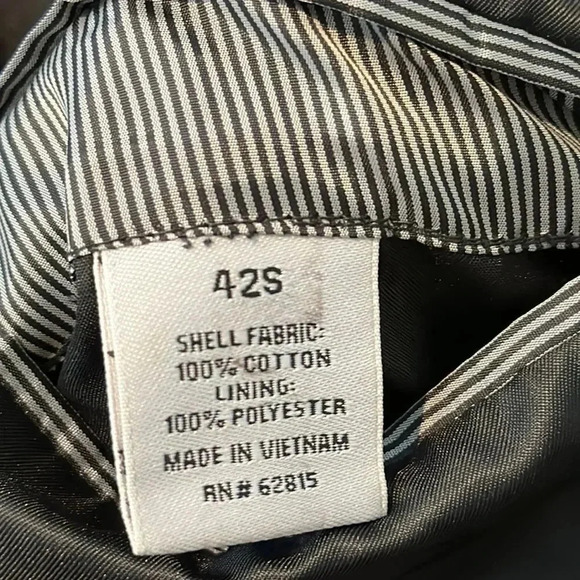 42S
SHELL FABRIC:
100% COTTON
LINING:
100% POLYESTER
MADE IN VIETNAM
RN# 62815